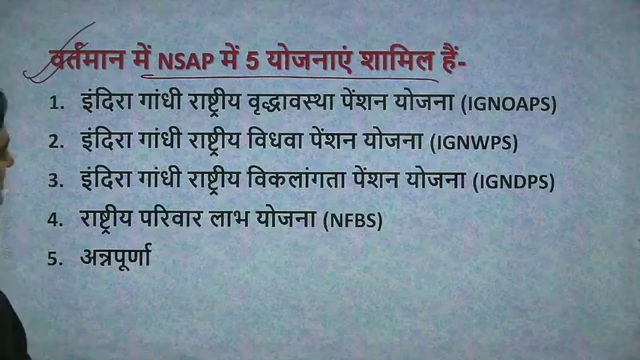 वर्तमान में NSAP में 5 योजनाएं शामिल हैं-
1. इंदिरा गांधी राष्ट्रीय वृद्धावस्था पेंशन योजना (IGNOAPS)
2. इंदिरा गांधी राष्ट्रीय विधवा पेंशन योजना (IGNWPS)
3. इंदिरा गांधी राष्ट्रीय विकलांगता पेंशन योजना (IGNDPS)
4. राष्ट्रीय परिवार लाभ योजना (NFBS)
5. अन्नपूर्णा